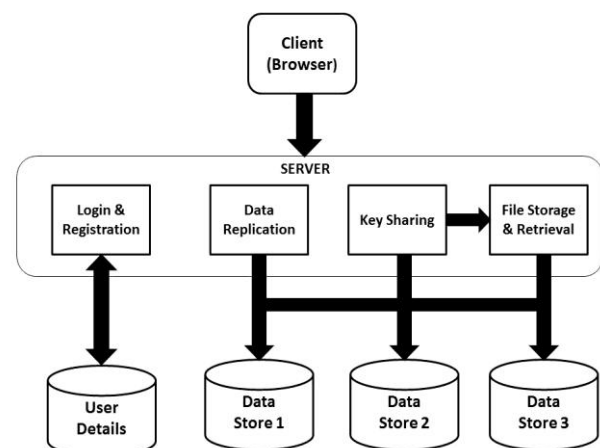 Client
(Browser)
SERVER
Login &
Registration
Data
Replication
Key Sharing
File Storage
& Retrieval
User
Details
Data
Store 1
Data
Store 2
Data
Store 3